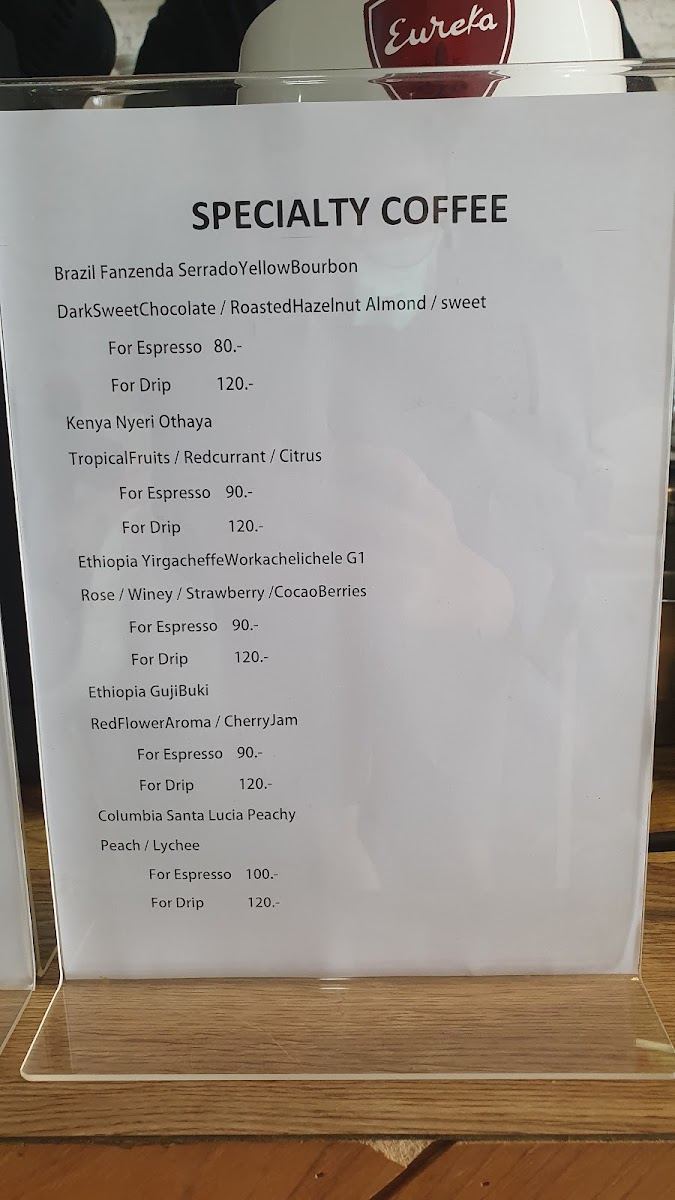 Eureka
SPECIALTY COFFEE
Brazil Fanzenda SerradoYellowBourbon
DarkSweetChocolate / RoastedHazelnut Almond / sweet
For Espresso 80.-
For Drip 120.-
Kenya Nyeri Othaya
TropicalFruits / Redcurrant / Citrus
For Espresso 90.-
For Drip 120.-
Ethiopia YirgacheffeWorkachelichele G1
Rose / Winey / Strawberry /CocaoBerries
For Espresso 90.-
For Drip 120.-
Ethiopia GujiBuki
RedFlowerAroma / CherryJam
For Espresso 90.-
For Drip 120.-
Columbia Santa Lucia Peachy
Peach / Lychee
For Espresso 100.-
For Drip 120.-